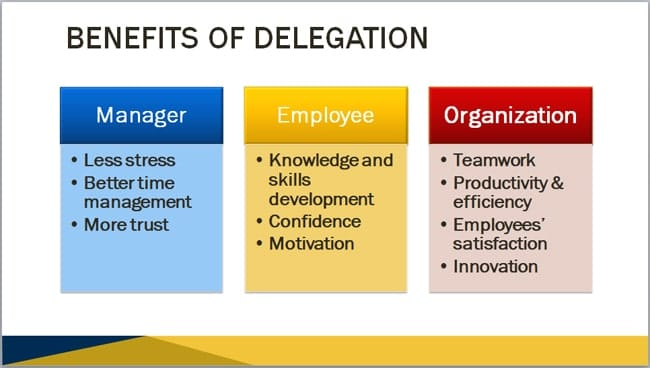 BENEFITS OF DELEGATION
Manager
• Less stress
• Better time
management
• More trust
Employee
• Knowledge and
skills
development
• Confidence
• Motivation
Organization
• Teamwork
• Productivity &
efficiency
• Employees’
satisfaction
• Innovation